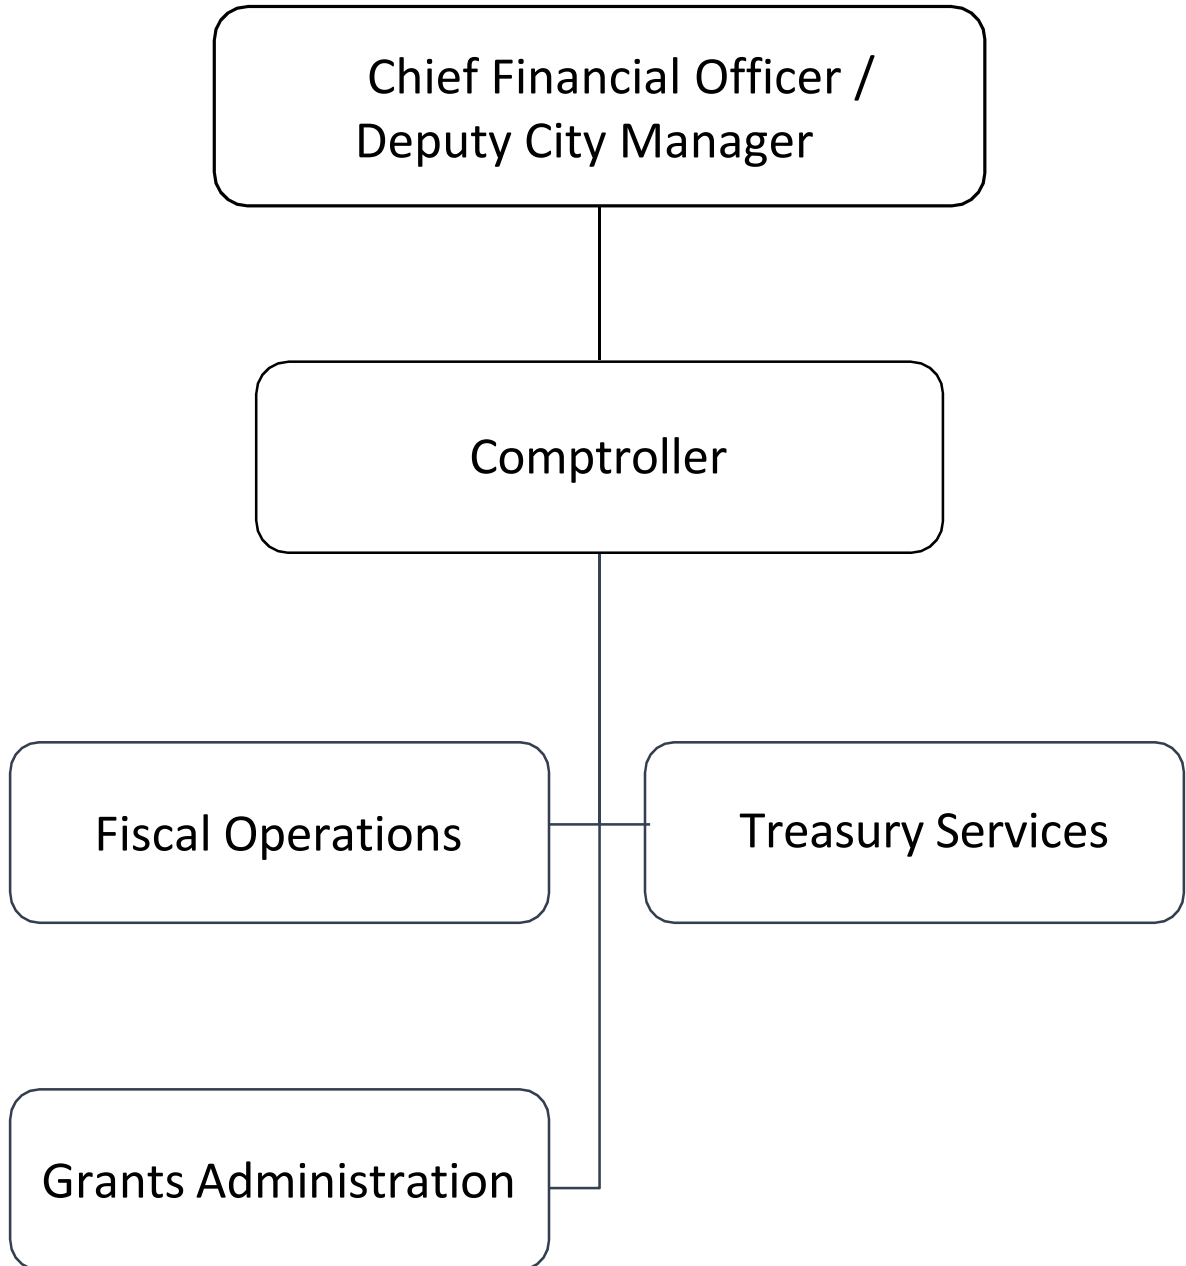 Chief Financial Officer /
Deputy City Manager
Comptroller
Fiscal Operations
Treasury Services
Grants Administration